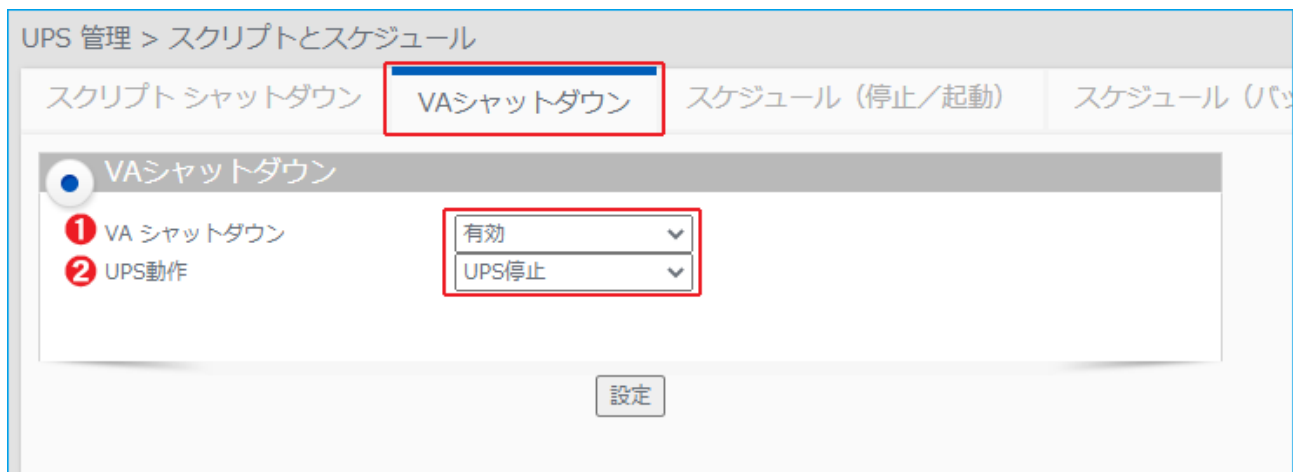 UPS 管理 > スクリプトとスケジュール
スクリプト シャットダウン VAシャットダウン スケジュール（停止／起動） スケジュール（パッ
VAシャットダウン
1 VA シャットダウン 有効
2 UPS動作 UPS停止
設定